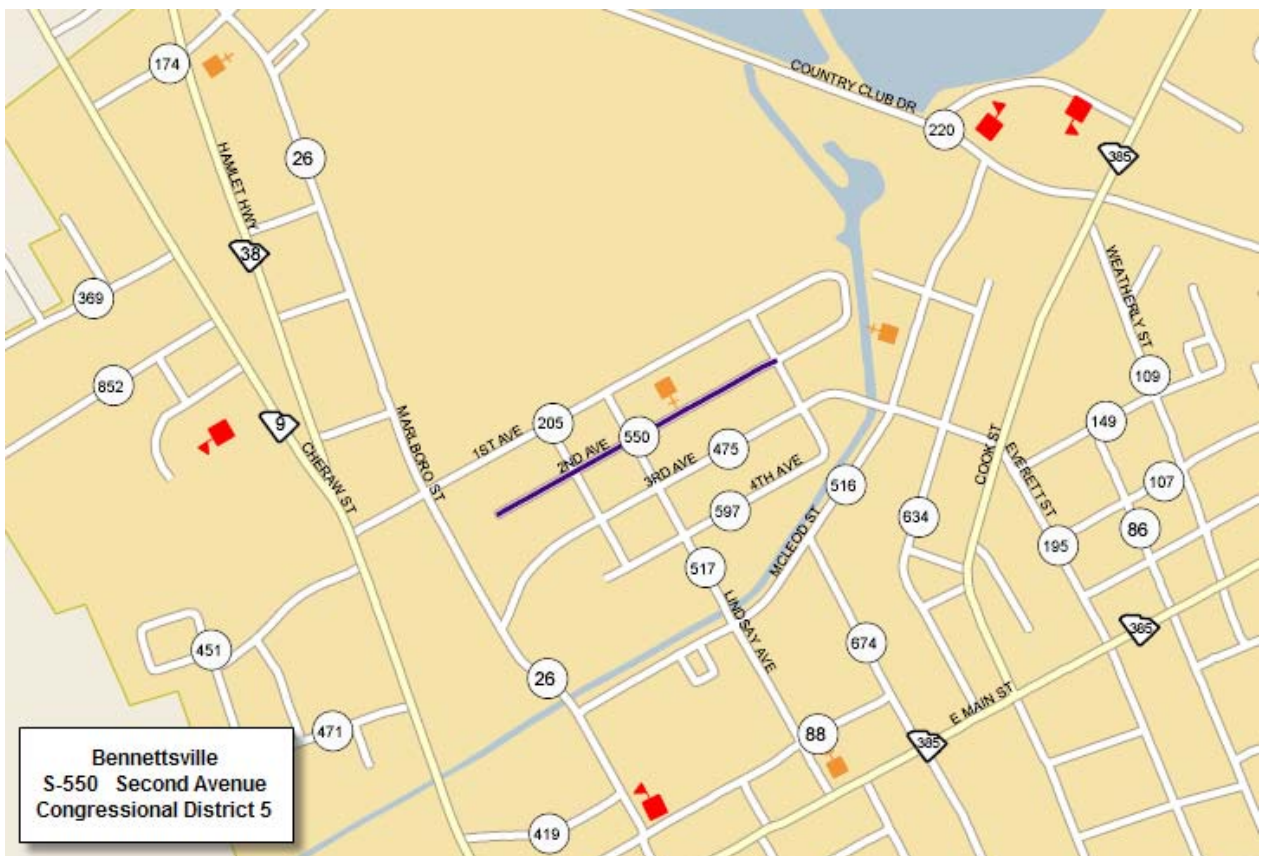 174
26
HAMLET HWY
38
369
852
9
CHERAW ST
MARLBORO ST
COUNTRY CLUB DR
220
385
WEATHERLY ST
109
149
107
86
195
EVERETT ST
COOK ST
634
516
MCLEOD ST
1ST AVE
205
2ND AVE
550
3RD AVE
475
4TH AVE
597
517
LINDSAY AVE
674
385
E MAIN ST
385
88
26
451
471
419
Bennettsville
S-550 Second Avenue
Congressional District 5